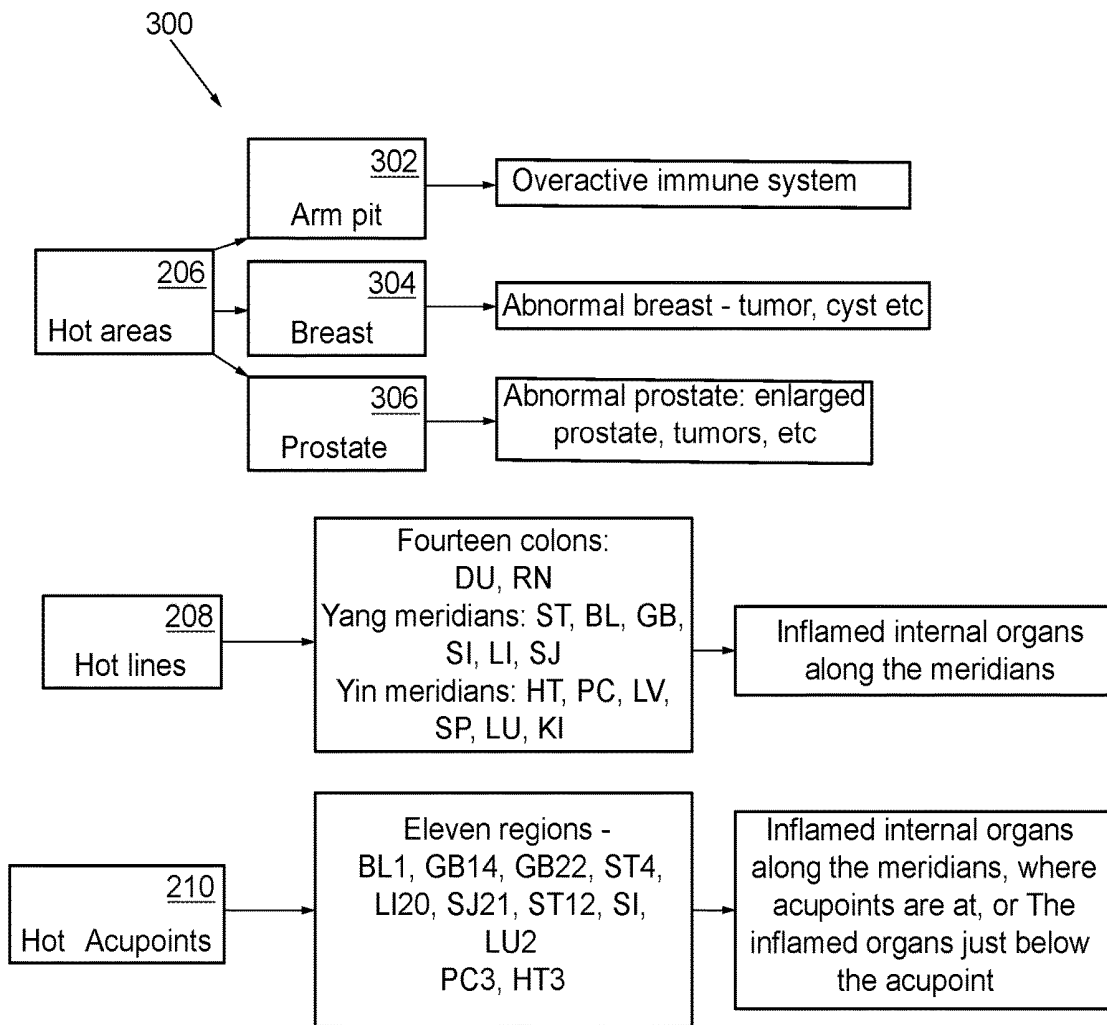 300
302
Arm pit
Overactive immune system
206
Hot areas
304
Breast
Abnormal breast - tumor, cyst etc
306
Prostate
Abnormal prostate: enlarged
prostate, tumors, etc
208
Hot lines
Fourteen colons:
DU, RN
Yang meridians: ST, BL, GB,
SI, LI, SJ
Yin meridians: HT, PC, LV,
SP, LU, KI
Inflamed internal organs
along the meridians
210
Hot Acupoints
Eleven regions -
BL1, GB14, GB22, ST4,
LI20, SJ21, ST12, SI,
LU2
PC3, HT3
Inflamed internal organs
along the meridians, where
acupoints are at, or The
inflamed organs just below
the acupoint